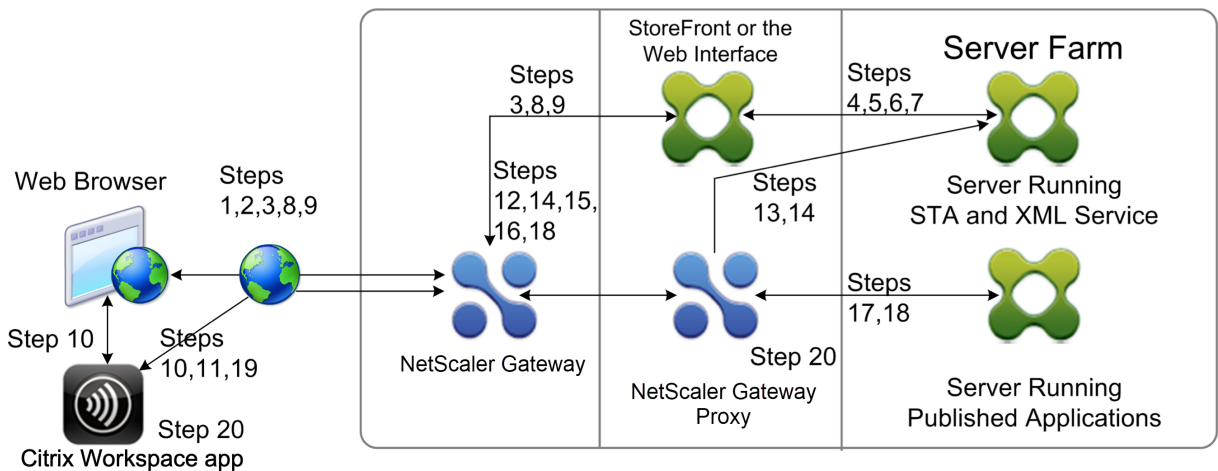 StoreFront or the
Web Interface
Server Farm
Steps
3,8,9
Steps
4,5,6,7
Web Browser
Steps
1,2,3,8,9
Steps
12,14,15,
16,18
Steps
13,14
Server Running
STA and XML Service
Step 10
Steps
10,11,19
Steps
17,18
NetScaler Gateway
Step 20
NetScaler Gateway
Proxy
Server Running
Published Applications
Step 20
Citrix Workspace app